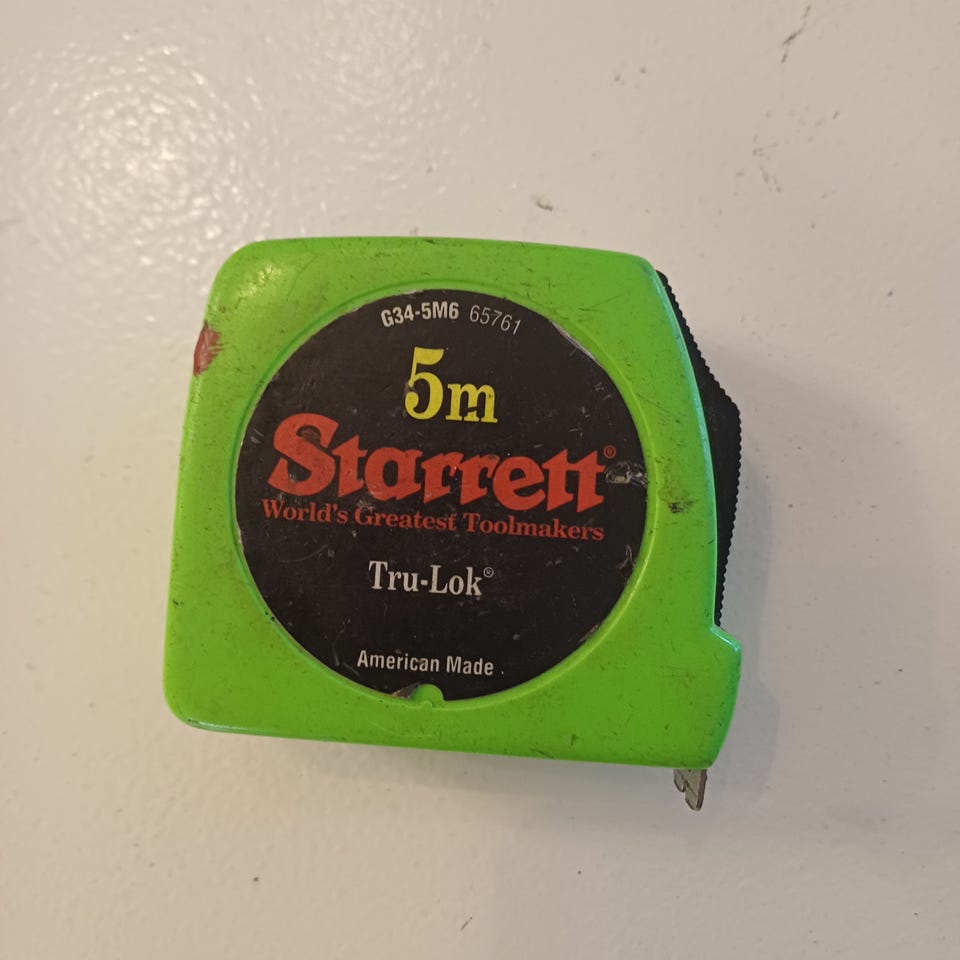 G34-5M6 65761
5m
Starrett®
World's Greatest Toolmakers
Tru-Lok®
American Made